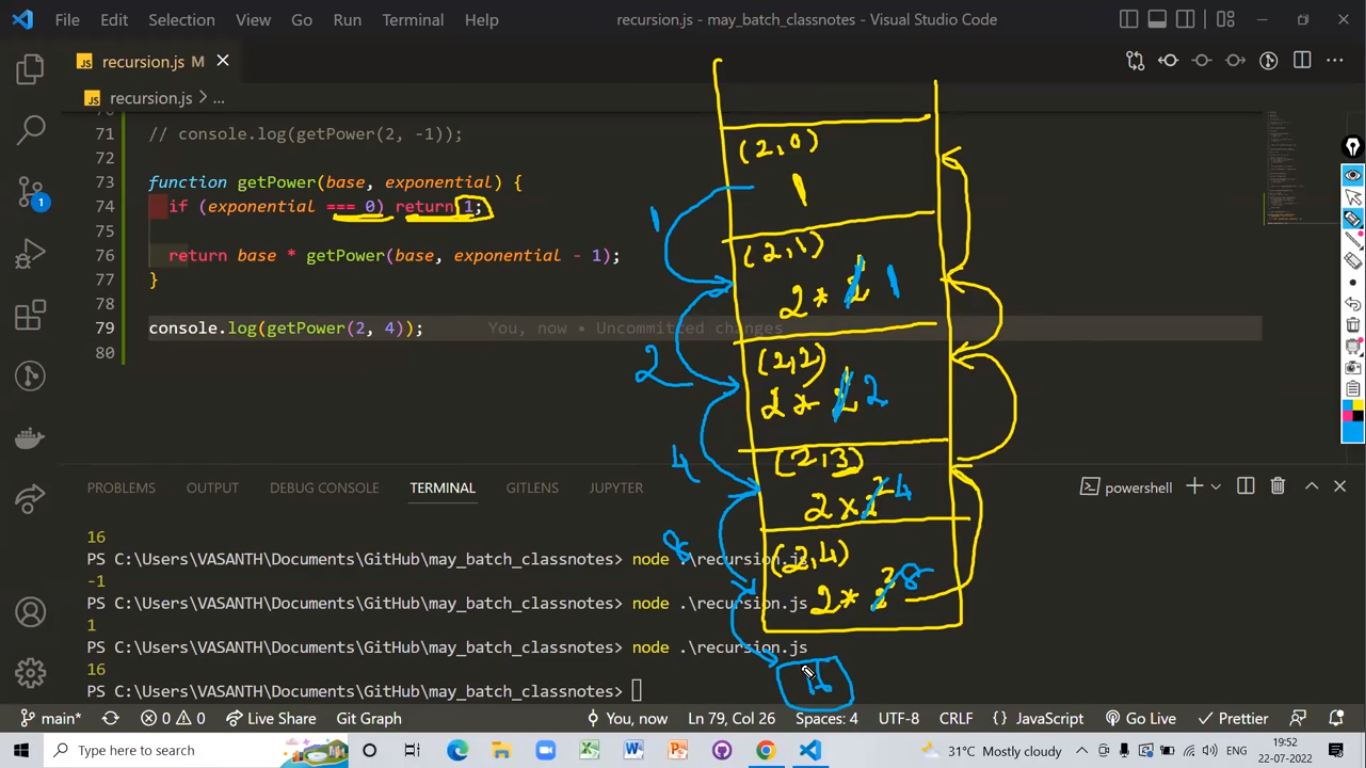 File Edit Selection View Go Run Terminal Help recursion.js - may_batch_classnotes - Visual Studio Code
JS recursion.js M
JS recursion.js > ...
71 // console.log(getPower(2, -1));
72
73 function getPower(base, exponential) {
74 if (exponential === 0) return 1;
75
76 return base * getPower(base, exponential - 1);
77 }
78
79 console.log(getPower(2, 4)); You, now • Uncommitted changes
80
1
(2,0)
1
1
(2,1)
2 * 1
2
(2,2)
2 * 2
4
(2,3)
2 * 4
8
(2,4)
2 * 8
16
PROBLEMS OUTPUT DEBUG CONSOLE TERMINAL GITLENS JUPYTER powershell
16
PS C:\Users\VASANTH\Documents\GitHub\may_batch_classnotes> node .\recursion.js
-1
PS C:\Users\VASANTH\Documents\GitHub\may_batch_classnotes> node .\recursion.js
1
PS C:\Users\VASANTH\Documents\GitHub\may_batch_classnotes> node .\recursion.js
16
PS C:\Users\VASANTH\Documents\GitHub\may_batch_classnotes>
main* 0 0 Live Share Git Graph You, now Ln 79, Col 26 Spaces: 4 UTF-8 CRLF {} JavaScript Go Live Prettier
Type here to search 31°C Mostly cloudy ENG 19:52
22-07-2022